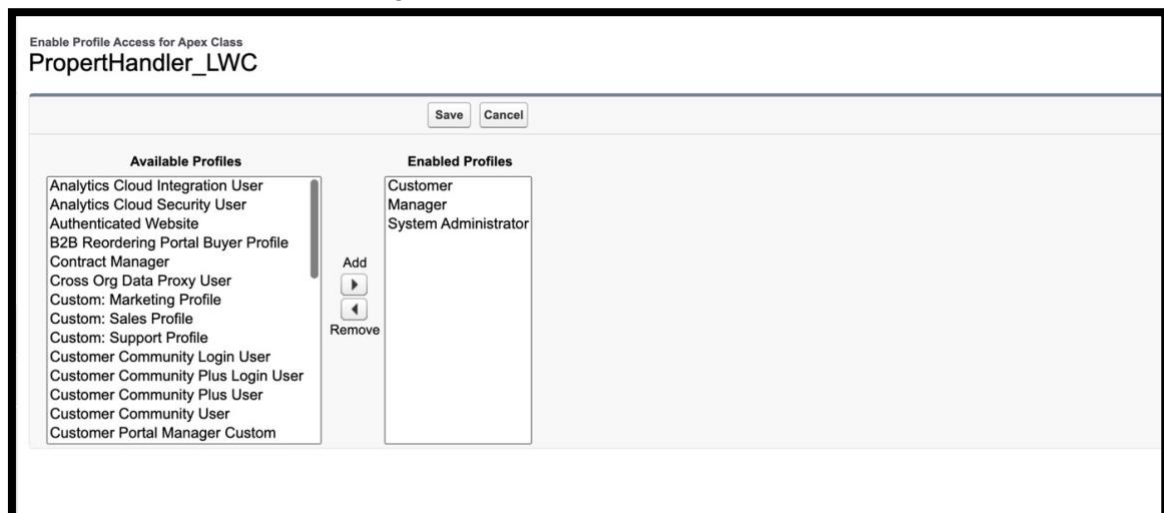 Enable Profile Access for Apex Class
PropertHandler_LWC
Save Cancel
Available Profiles
Analytics Cloud Integration User
Analytics Cloud Security User
Authenticated Website
B2B Reordering Portal Buyer Profile
Contract Manager
Cross Org Data Proxy User
Custom: Marketing Profile
Custom: Sales Profile
Custom: Support Profile
Customer Community Login User
Customer Community Plus Login User
Customer Community Plus User
Customer Community User
Customer Portal Manager Custom
Add
Remove
Enabled Profiles
Customer
Manager
System Administrator